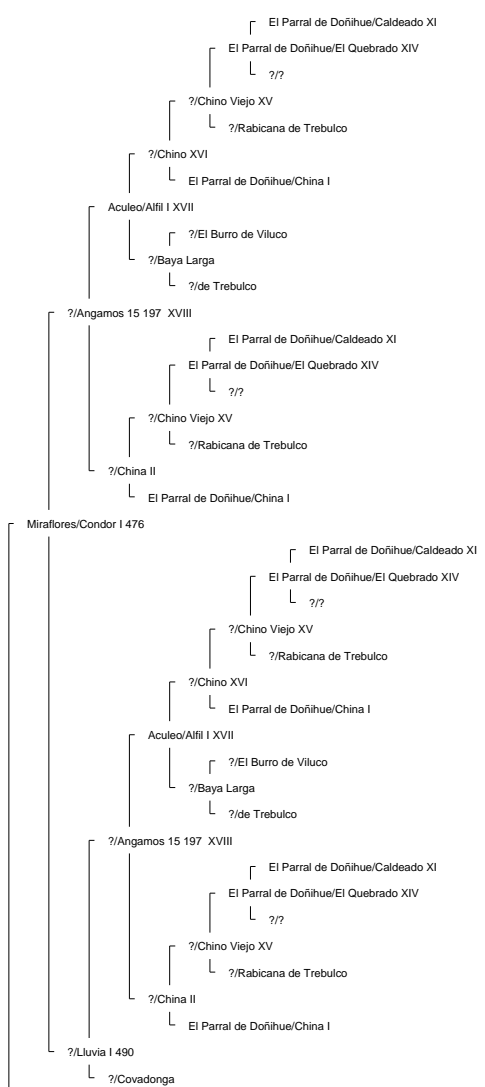 El Parral de Doñihue/Caldeado XI
El Parral de Doñihue/El Quebrado XIV
?/?
?/Chino Viejo XV
?/Rabicana de Trebulco
?/Chino XVI
El Parral de Doñihue/China I
Aculeo/Alfil I XVII
?/El Burro de Viluco
?/Baya Larga
?/de Trebulco
?/Angamos 15 197 XVIII
El Parral de Doñihue/Caldeado XI
El Parral de Doñihue/El Quebrado XIV
?/?
?/Chino Viejo XV
?/Rabicana de Trebulco
?/China II
El Parral de Doñihue/China I
Miraflores/Condor I 476
El Parral de Doñihue/Caldeado XI
El Parral de Doñihue/El Quebrado XIV
?/?
?/Chino Viejo XV
?/Rabicana de Trebulco
?/Chino XVI
El Parral de Doñihue/China I
Aculeo/Alfil I XVII
?/El Burro de Viluco
?/Baya Larga
?/de Trebulco
?/Angamos 15 197 XVIII
El Parral de Doñihue/Caldeado XI
El Parral de Doñihue/El Quebrado XIV
?/?
?/Chino Viejo XV
?/Rabicana de Trebulco
?/China II
El Parral de Doñihue/China I
?/Lluvia I 490
?/Covadonga